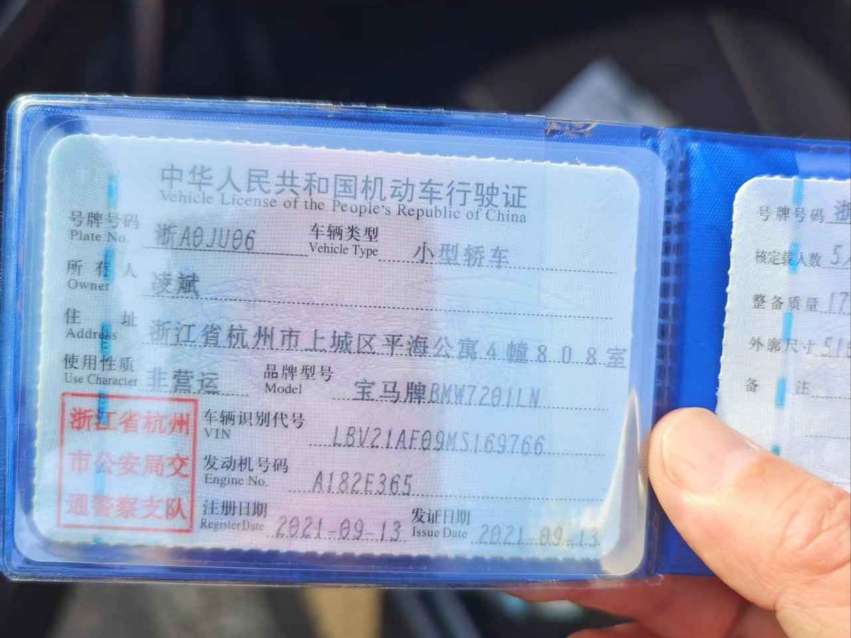 中华人民共和国机动车行驶证
Vehicle License of the People's Republic of China
号牌号码 浙A0JU06 车辆类型 小型轿车
Plate No. Vehicle Type
所有人 凌斌
Owner
住址 浙江省杭州市上城区平海公寓4幢808室
Address
使用性质 非营运 品牌型号 宝马牌BMW7201LN
Use Character Model
浙江省杭州
市公安局交
通警察支队
车辆识别代号 LBV21AF09MS169766
VIN
发动机号码 A182E365
Engine No.
注册日期 2021-09-13 发证日期 2021-09-13
Register Date Issue Date
号牌号码 浙
核定载人数 5
整备质量 17
外廓尺寸 518
备注